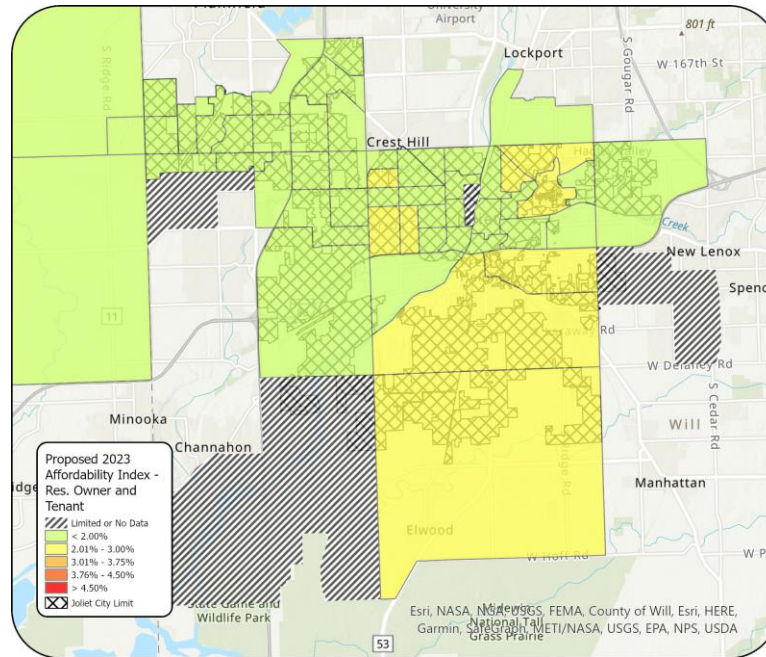 University
Airport
Lockport
801 ft
S Ridge Rd
S Gougar Rd
W 167th St
Crest Hill
Creek
New Lenox
11
W Delaney Rd
S Cedar Rd
Minooka
Channahon
Will
Manhattan
Elwood
W Hoff Rd
Proposed 2023
Affordability Index -
Res. Owner and
Tenant
Limited or No Data
< 2.00%
2.01% - 3.00%
3.01% - 3.75%
3.76% - 4.50%
> 4.50%
Joliet City Limit
State Game and
Wildlife Park
Midewin
National Tall
Grass Prairie
53
Esri, NASA, NGA, USGS, FEMA, County of Will, Esri, HERE,
Garmin, SafeGraph, METI/NASA, USGS, EPA, NPS, USDA